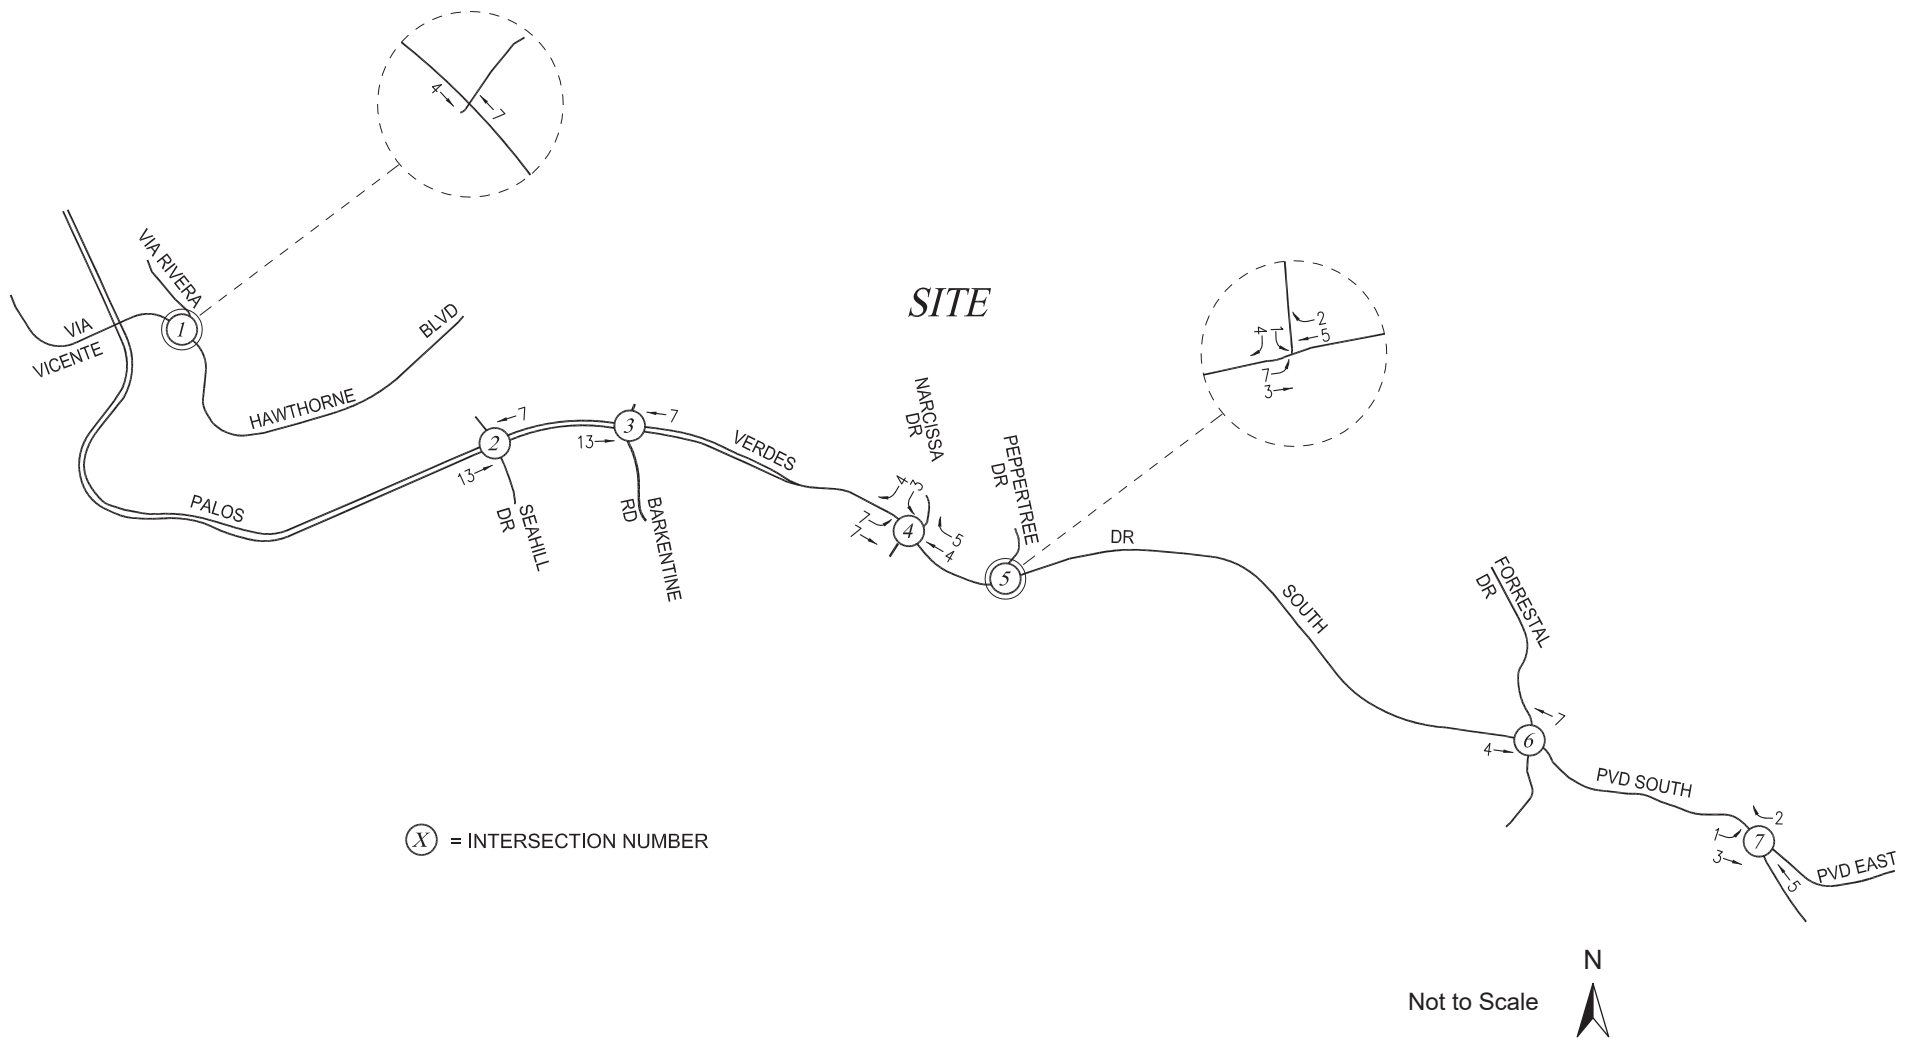 4
7
VIA RIVERA
1
VIA
VICENTE
BLVD
HAWTHORNE
SITE
2
5
4
1
7
3
7
2
13
7
3
13
VERDES
NARCISSA
DR
PEPPERTREE
DR
PALOS
SEAHILL
DR
BARKENTINE
RD
4
3
7
7
4
5
4
5
DR
SOUTH
FORRESTAL
DR
7
6
4
PVD SOUTH
2
1
3
7
5
PVD EAST
X = INTERSECTION NUMBER
N
Not to Scale